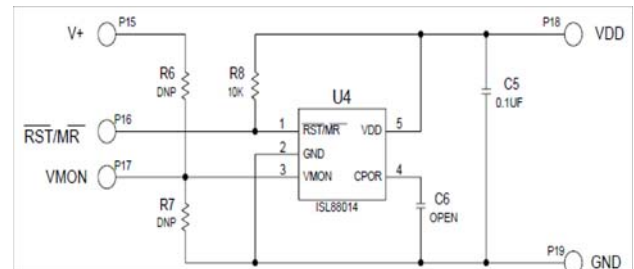 V+ P15
P18 VDD
R6
DNP
R8
10K
U4
C5
0.1UF
RST/MR P16
1 RST/MR VDD 5
2 GND
VMON P17
3 VMON CPOR 4
ISL88014
R7
DNP
C6
OPEN
P19 GND